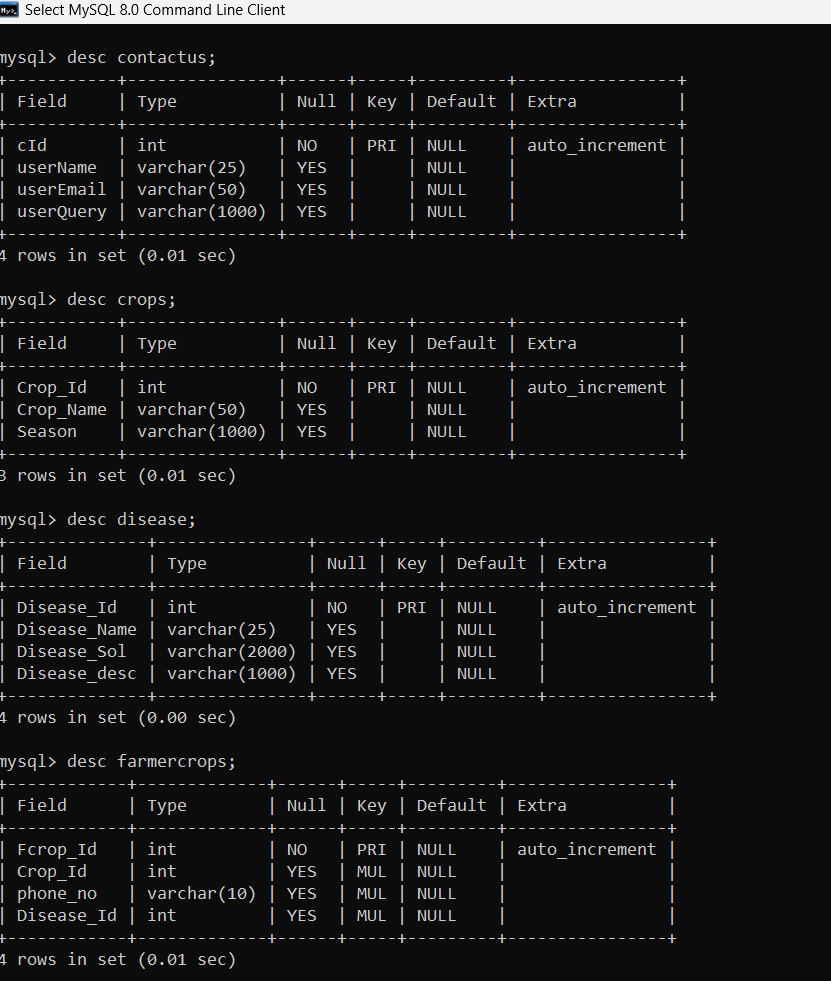 Select MySQL 8.0 Command Line Client
mysql> desc contactus;
+-----------+---------------+------+-----+---------+----------------+
| Field     | Type          | Null | Key | Default | Extra          |
+-----------+---------------+------+-----+---------+----------------+
| cId       | int           | NO   | PRI | NULL    | auto_increment |
| userName  | varchar(25)   | YES  |     | NULL    |                |
| userEmail | varchar(50)   | YES  |     | NULL    |                |
| userQuery | varchar(1000) | YES  |     | NULL    |                |
+-----------+---------------+------+-----+---------+----------------+
4 rows in set (0.01 sec)
mysql> desc crops;
+-----------+---------------+------+-----+---------+----------------+
| Field     | Type          | Null | Key | Default | Extra          |
+-----------+---------------+------+-----+---------+----------------+
| Crop_Id   | int           | NO   | PRI | NULL    | auto_increment |
| Crop_Name | varchar(50)   | YES  |     | NULL    |                |
| Season    | varchar(1000) | YES  |     | NULL    |                |
+-----------+---------------+------+-----+---------+----------------+
3 rows in set (0.01 sec)
mysql> desc disease;
+--------------+---------------+------+-----+---------+----------------+
| Field        | Type          | Null | Key | Default | Extra          |
+--------------+---------------+------+-----+---------+----------------+
| Disease_Id   | int           | NO   | PRI | NULL    | auto_increment |
| Disease_Name | varchar(25)   | YES  |     | NULL    |                |
| Disease_Sol  | varchar(2000) | YES  |     | NULL    |                |
| Disease_desc | varchar(1000) | YES  |     | NULL    |                |
+--------------+---------------+------+-----+---------+----------------+
4 rows in set (0.00 sec)
mysql> desc farmercrops;
+------------+-------------+------+-----+---------+----------------+
| Field      | Type        | Null | Key | Default | Extra          |
+------------+-------------+------+-----+---------+----------------+
| Fcrop_Id   | int         | NO   | PRI | NULL    | auto_increment |
| Crop_Id    | int         | YES  | MUL | NULL    |                |
| phone_no   | varchar(10) | YES  | MUL | NULL    |                |
| Disease_Id | int         | YES  | MUL | NULL    |                |
+------------+-------------+------+-----+---------+----------------+
4 rows in set (0.01 sec)